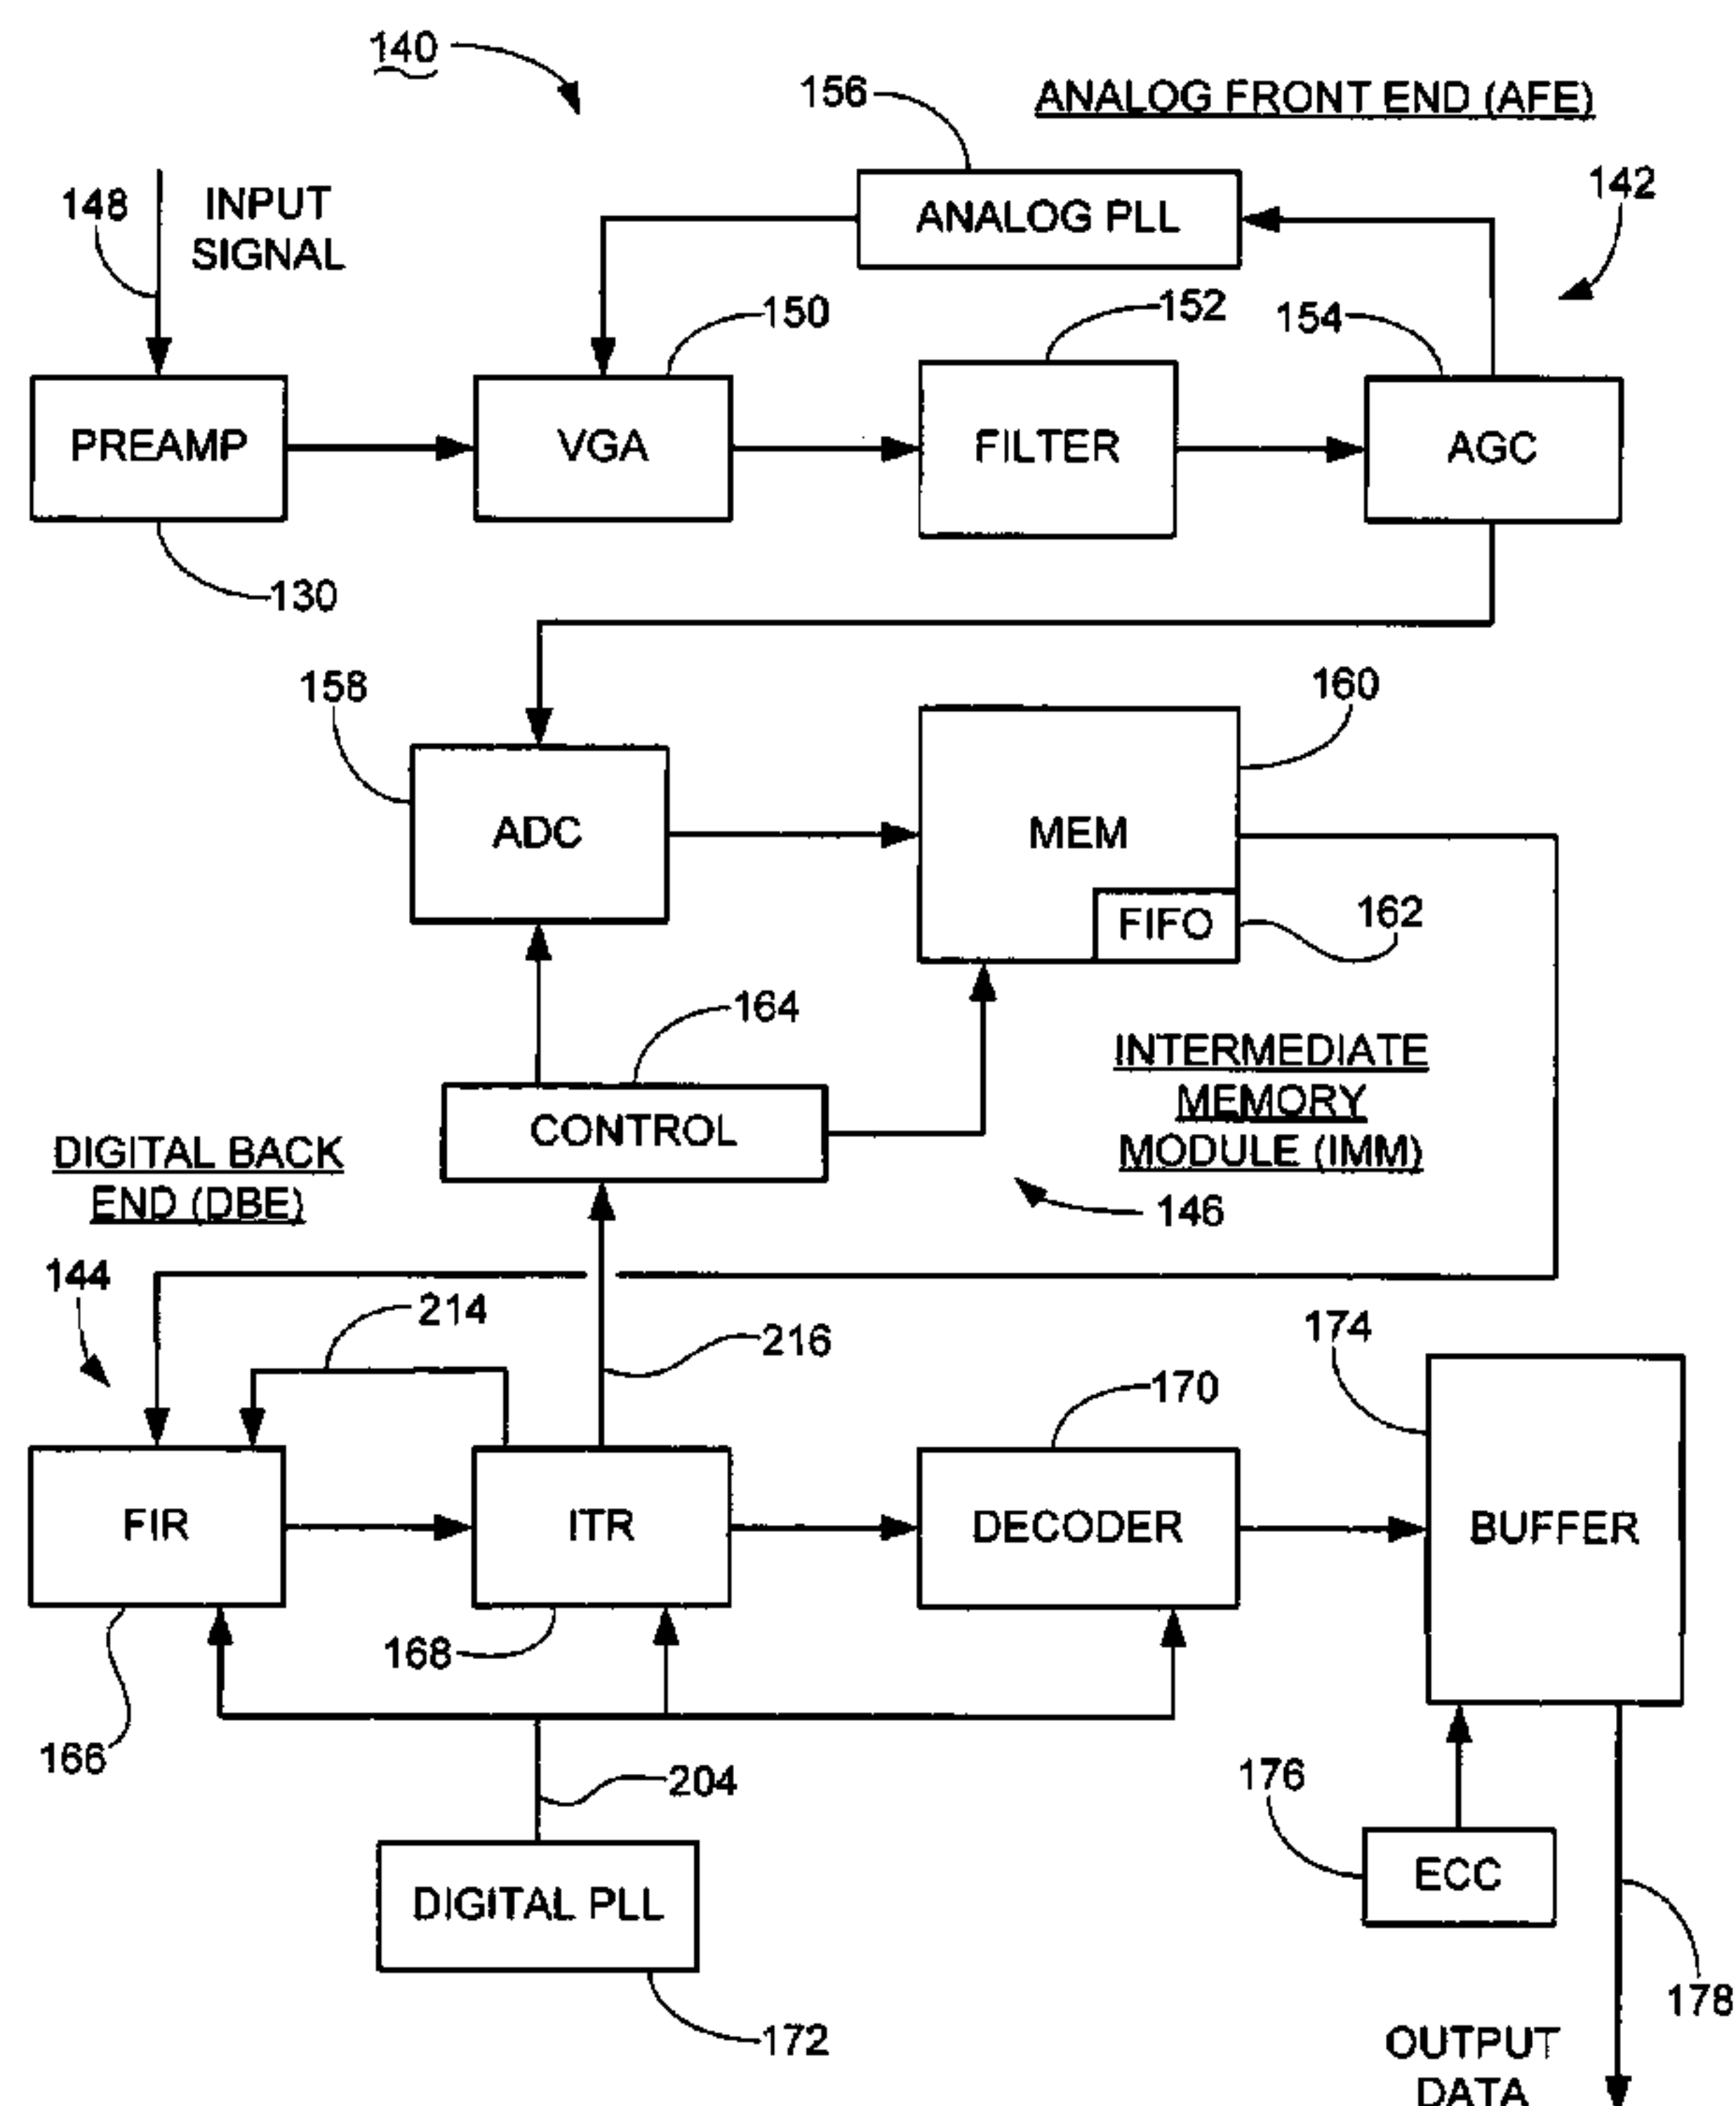 140
156
ANALOG FRONT END (AFE)
148
INPUT
SIGNAL
ANALOG PLL
142
150
152
154
PREAMP
VGA
FILTER
AGC
130
158
160
ADC
MEM
FIFO
162
164
INTERMEDIATE
MEMORY
MODULE (IMM)
CONTROL
DIGITAL BACK
END (DBE)
146
144
214
216
174
170
FIR
ITR
DECODER
BUFFER
168
166
204
176
ECC
DIGITAL PLL
178
172
OUTPUT
DATA